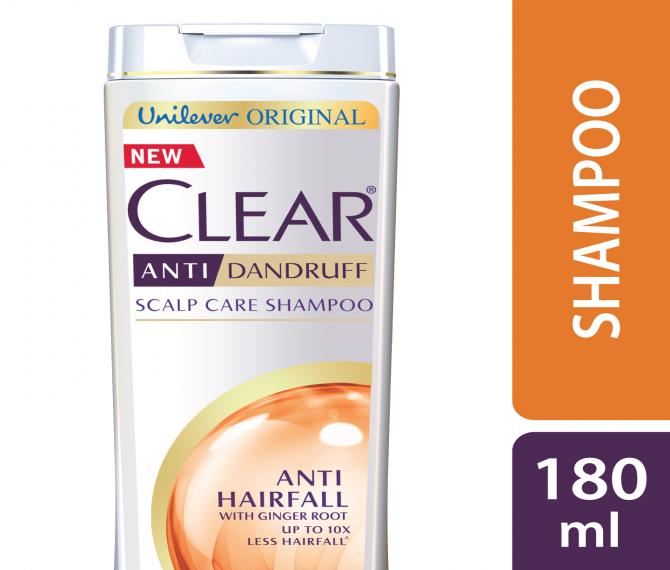 Unilever ORIGINAL
NEW
CLEAR®
ANTI DANDRUFF
SCALP CARE SHAMPOO
ANTI
HAIRFALL
WITH GINGER ROOT
UP TO 10X
LESS HAIRFALL^
SHAMPOO
180
ml